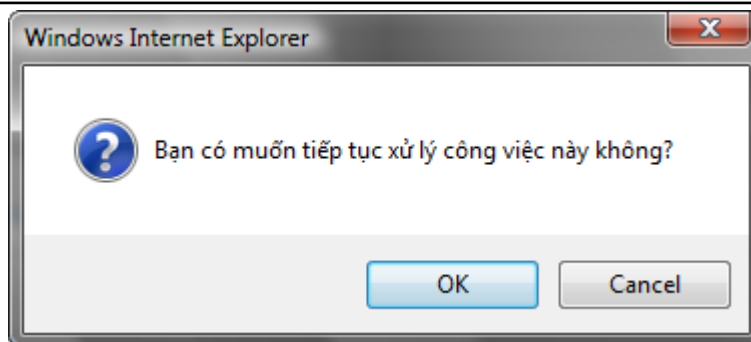 Windows Internet Explorer
Bạn có muốn tiếp tục xử lý công việc này không?
OK Cancel